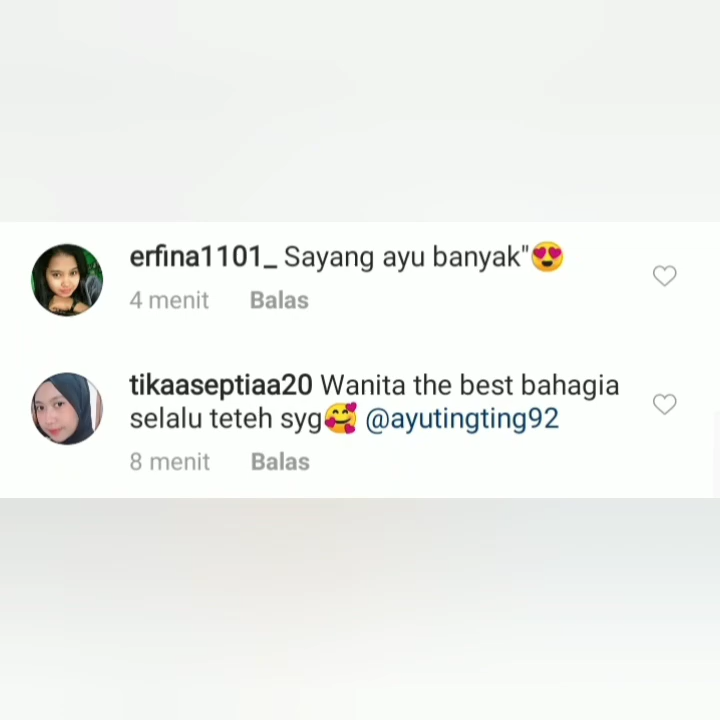 erfina1101_ Sayang ayu banyak"😍
4 menit Balas
tikaaseptiaa20 Wanita the best bahagia
selalu teteh syg🥰 @ayutingting92
8 menit Balas